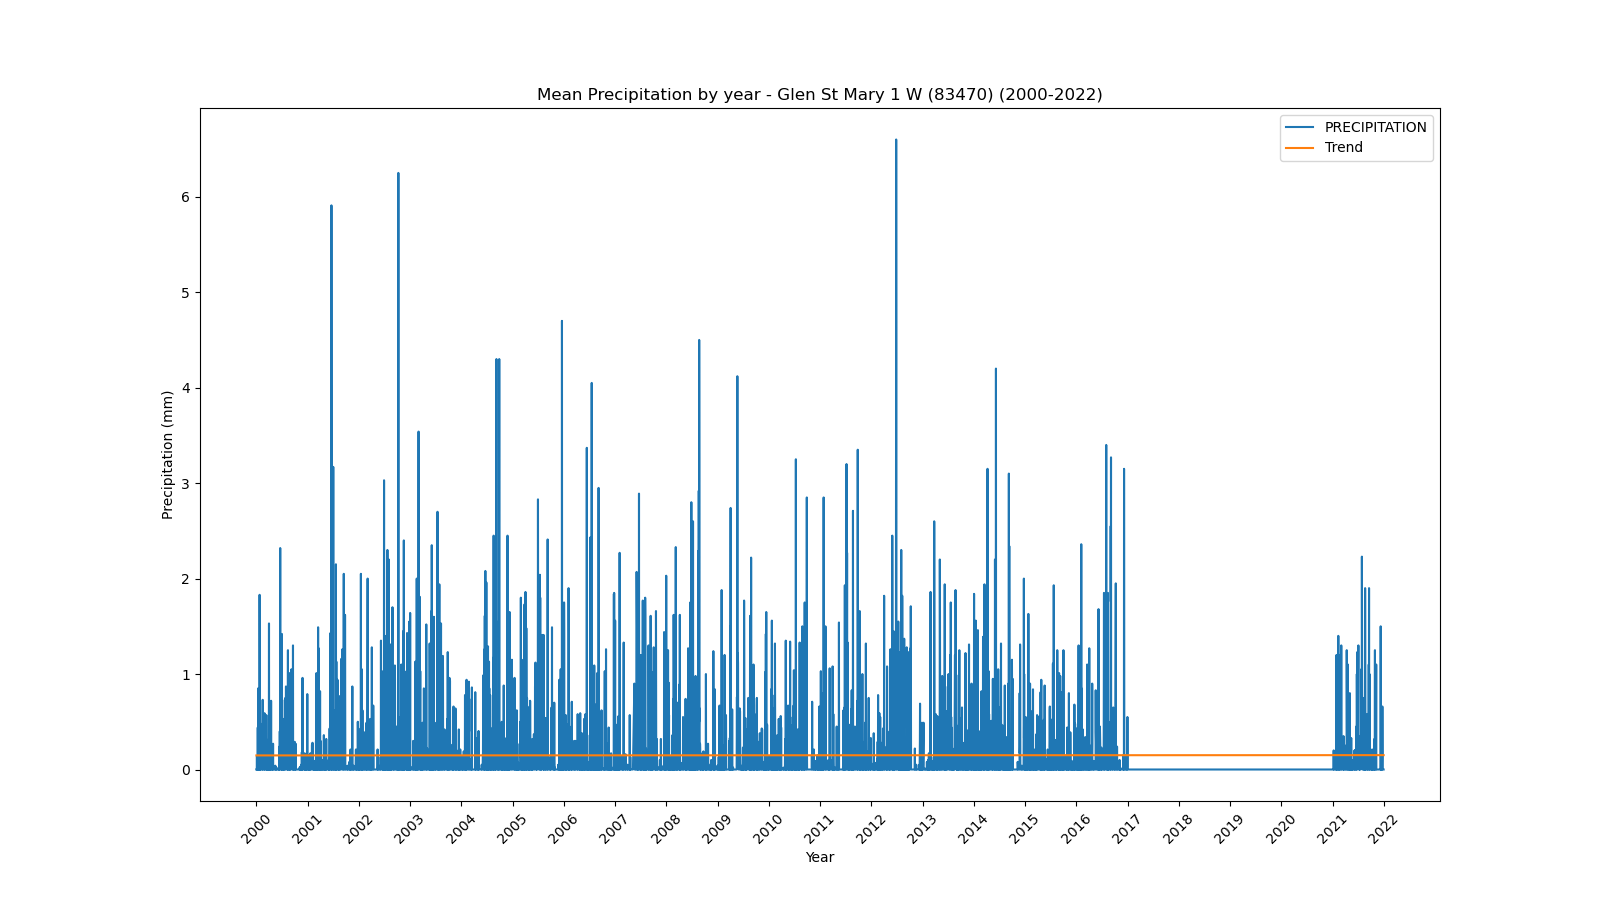 Mean Precipitation by year - Glen St Mary 1 W (83470) (2000-2022)
PRECIPITATION
Trend
Precipitation (mm)
6
5
4
3
2
1
0
2000 2001 2002 2003 2004 2005 2006 2007 2008 2009 2010 2011 2012 2013 2014 2015 2016 2017 2018 2019 2020 2021 2022
Year